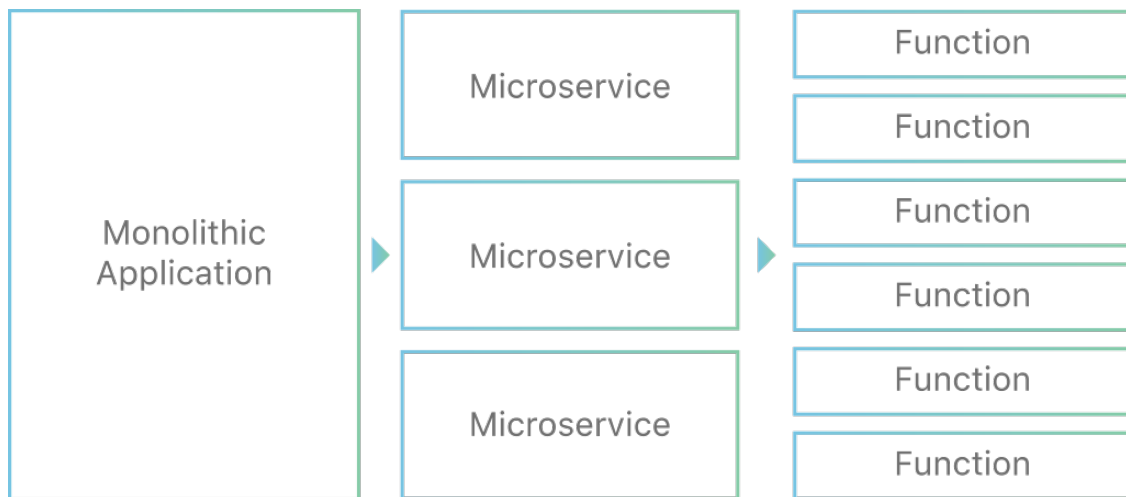 Monolithic
Application
Microservice
Microservice
Microservice
Function
Function
Function
Function
Function
Function